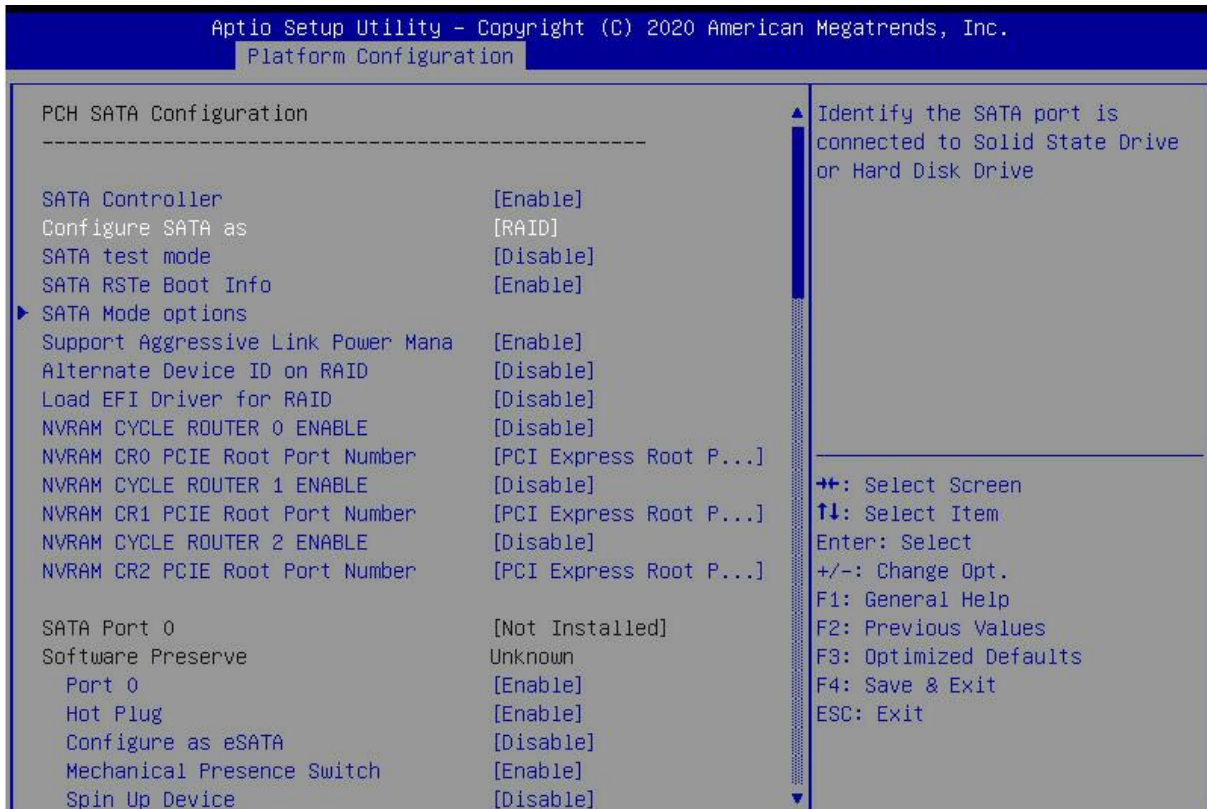 Aptio Setup Utility – Copyright (C) 2020 American Megatrends, Inc.
Platform Configuration
PCH SATA Configuration
--------------------------------------------------
SATA Controller [Enable]
Configure SATA as [RAID]
SATA test mode [Disable]
SATA RSTe Boot Info [Enable]
SATA Mode options
Support Aggressive Link Power Mana [Enable]
Alternate Device ID on RAID [Disable]
Load EFI Driver for RAID [Disable]
NVRAM CYCLE ROUTER 0 ENABLE [Disable]
NVRAM CR0 PCIE Root Port Number [PCI Express Root P...]
NVRAM CYCLE ROUTER 1 ENABLE [Disable]
NVRAM CR1 PCIE Root Port Number [PCI Express Root P...]
NVRAM CYCLE ROUTER 2 ENABLE [Disable]
NVRAM CR2 PCIE Root Port Number [PCI Express Root P...]
SATA Port 0 [Not Installed]
Software Preserve Unknown
Port 0 [Enable]
Hot Plug [Enable]
Configure as eSATA [Disable]
Mechanical Presence Switch [Enable]
Spin Up Device [Disable]
Identify the SATA port is
connected to Solid State Drive
or Hard Disk Drive
→←: Select Screen
↑↓: Select Item
Enter: Select
+/-: Change Opt.
F1: General Help
F2: Previous Values
F3: Optimized Defaults
F4: Save & Exit
ESC: Exit